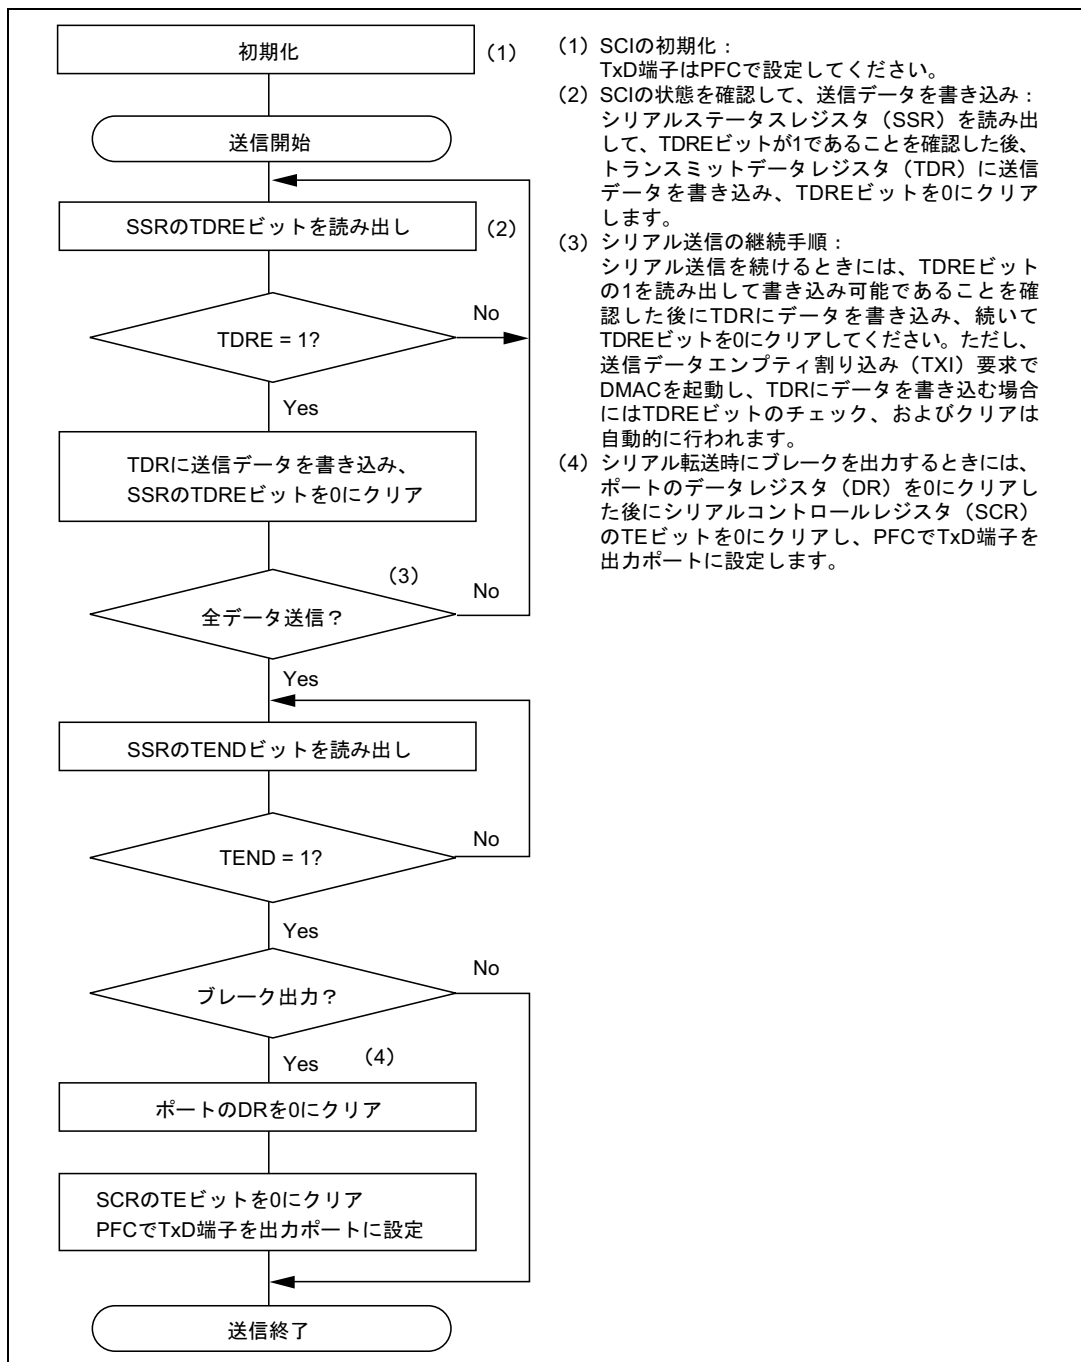 初期化
(1)
送信開始
SSRのTDREビットを読み出し
(2)
TDRE = 1?
No
Yes
TDRに送信データを書き込み、
SSRのTDREビットを0にクリア
(3)
全データ送信？
No
Yes
SSRのTENDビットを読み出し
TEND = 1?
No
Yes
ブレーク出力？
No
Yes
(4)
ポートのDRを0にクリア
SCRのTEビットを0にクリア
PFCでTxD端子を出力ポートに設定
送信終了
(1) SCIの初期化：
TxD端子はPFCで設定してください。
(2) SCIの状態を確認して、送信データを書き込み：
シリアルステータスレジスタ（SSR）を読み出
して、TDREビットが1であることを確認した後、
トランスミットデータレジスタ（TDR）に送信
データを書き込み、TDREビットを0にクリア
します。
(3) シリアル送信の継続手順：
シリアル送信を続けるときには、TDREビット
の1を読み出して書き込み可能であることを確
認した後にTDRにデータを書き込み、続いて
TDREビットを0にクリアしてください。ただし、
送信データエンプティ割り込み（TXI）要求で
DMACを起動し、TDRにデータを書き込む場合
にはTDREビットのチェック、およびクリアは
自動的に行われます。
(4) シリアル転送時にブレークを出力するときには、
ポートのデータレジスタ（DR）を0にクリアし
た後にシリアルコントロールレジスタ（SCR）
のTEビットを0にクリアし、PFCでTxD端子を
出力ポートに設定します。